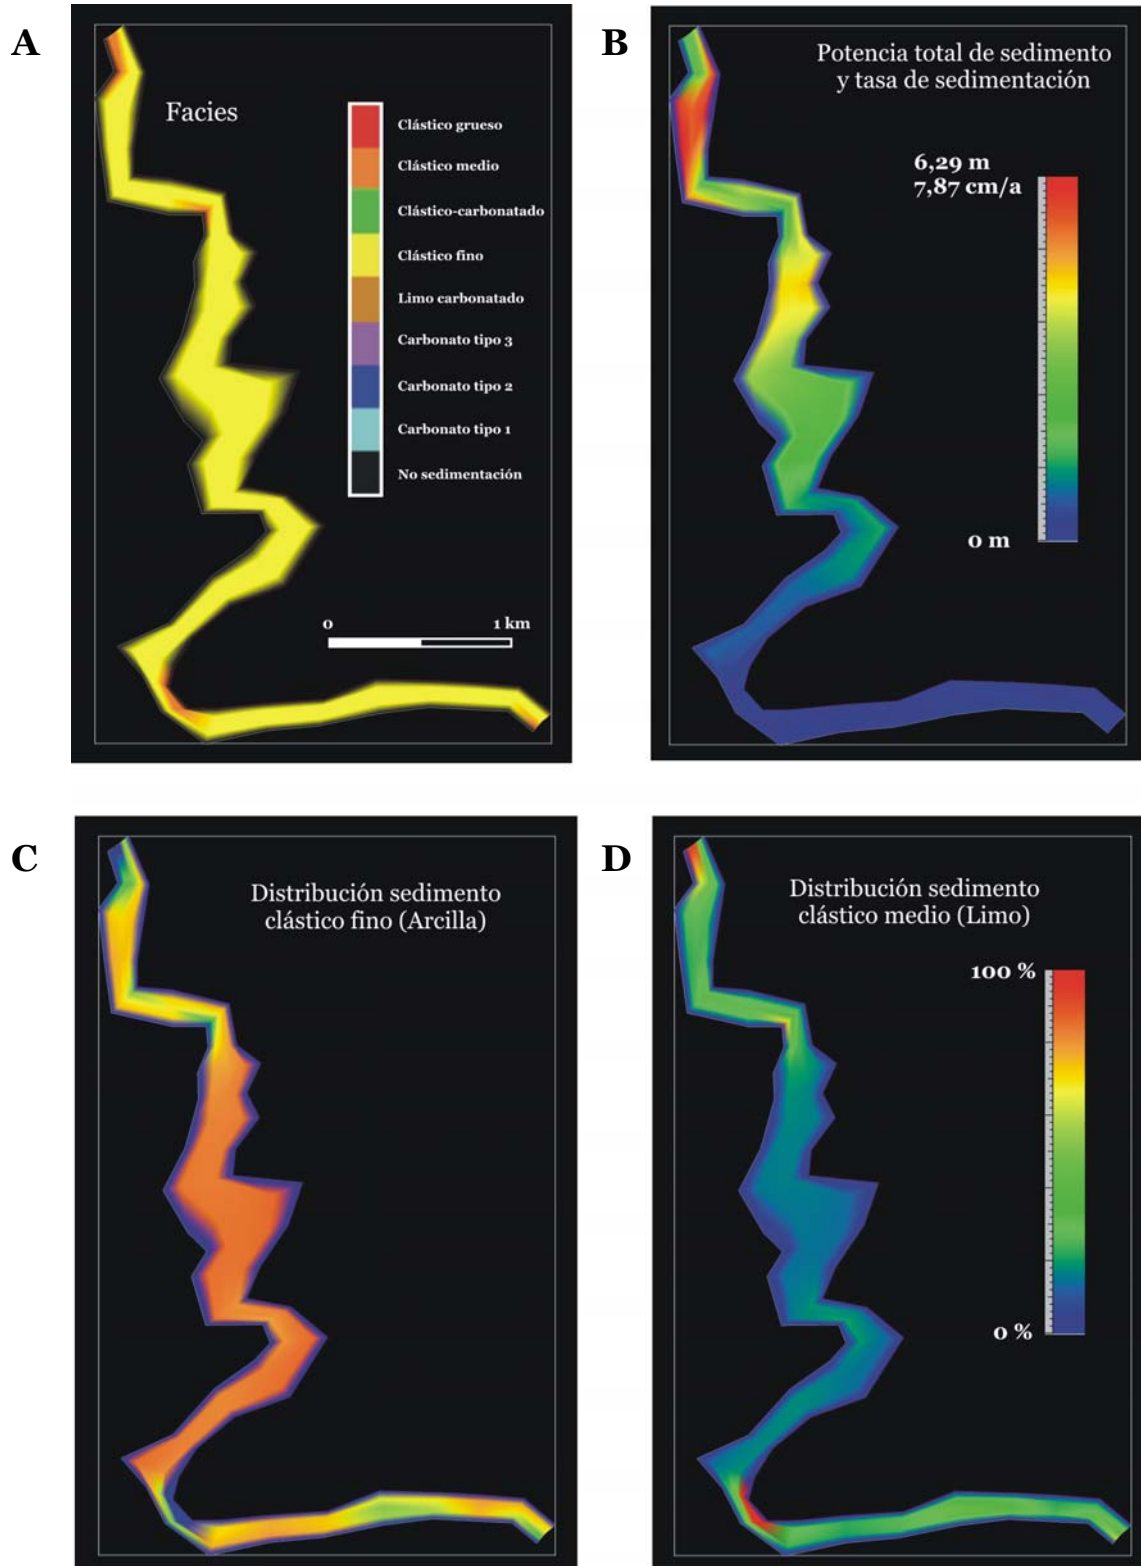 A
Facies
Clástico grueso
Clástico medio
Clástico-carbonatado
Clástico fino
Limo carbonatado
Carbonato tipo 3
Carbonato tipo 2
Carbonato tipo 1
No sedimentación
0 1 km
B
Potencia total de sedimento
y tasa de sedimentación
6,29 m
7,87 cm/a
0 m
C
Distribución sedimento
clástico fino (Arcilla)
D
Distribución sedimento
clástico medio (Limo)
100 %
0 %